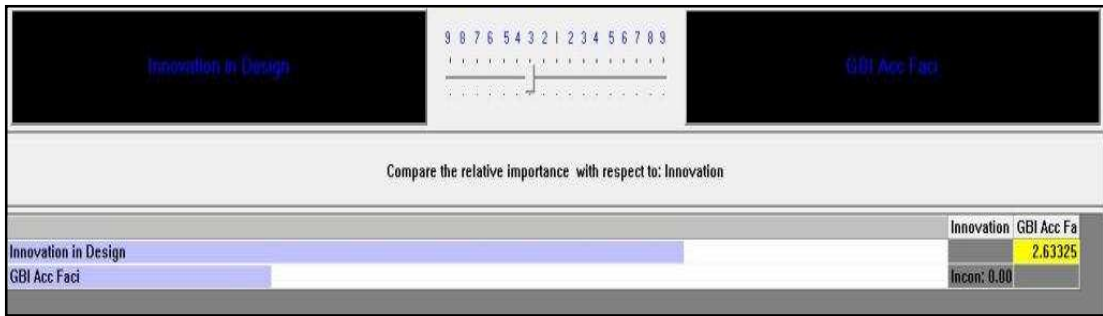 9 8 7 6 5 4 3 2 1 2 3 4 5 6 7 8 9
Innovation in Design
GBI Acc Faci
Compare the relative importance with respect to: Innovation
Innovation GBI Acc Fa
Innovation in Design 2.63325
GBI Acc Faci Incon: 0.00